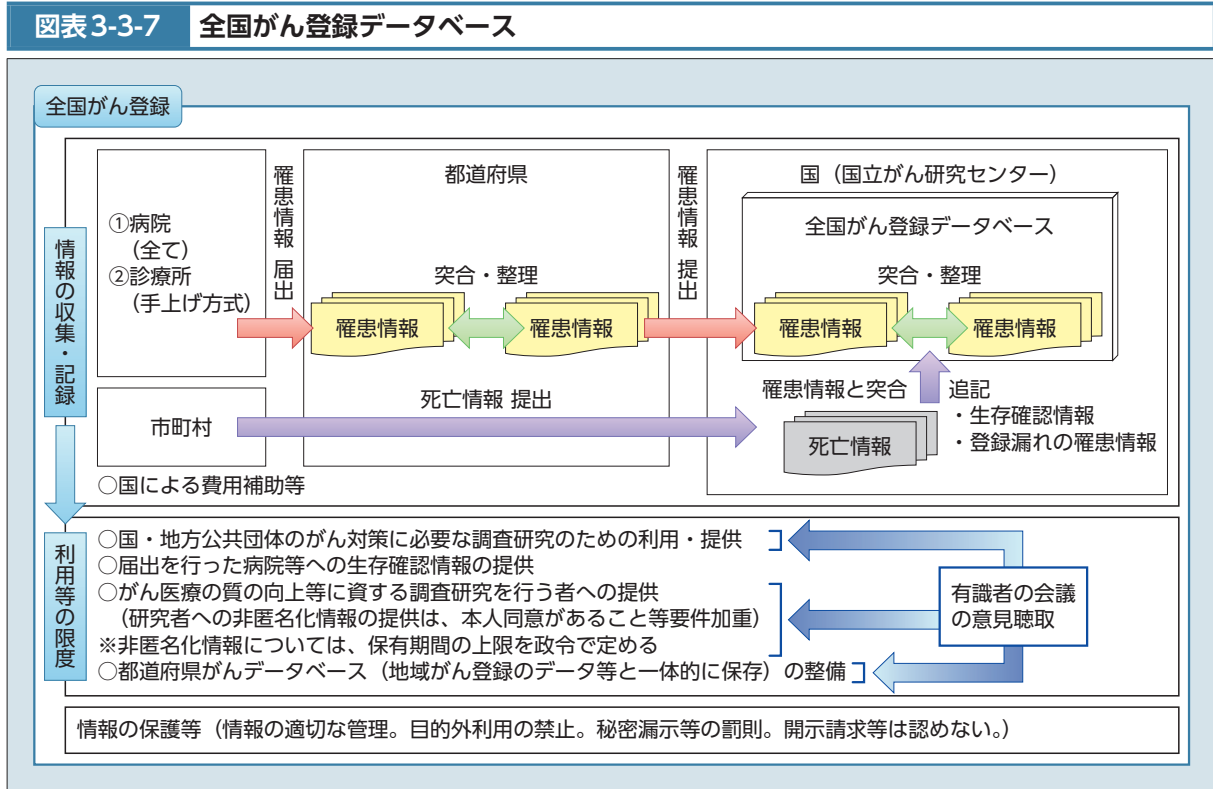 図表3-3-7 全国がん登録データベース
全国がん登録
情報の収集・記録
①病院
(全て)
②診療所
(手上げ方式)
罹患情報 届出
都道府県
突合・整理
罹患情報
罹患情報
罹患情報 提出
国(国立がん研究センター)
全国がん登録データベース
突合・整理
罹患情報
罹患情報
市町村
死亡情報 提出
罹患情報と突合
死亡情報
追記
・生存確認情報
・登録漏れの罹患情報
○国による費用補助等
利用等の限度
○国・地方公共団体のがん対策に必要な調査研究のための利用・提供
○届出を行った病院等への生存確認情報の提供
○がん医療の質の向上等に資する調査研究を行う者への提供
(研究者への非匿名化情報の提供は、本人同意があること等要件加重)
※非匿名化情報については、保有期間の上限を政令で定める
○都道府県がんデータベース(地域がん登録のデータ等と一体的に保存)の整備
有識者の会議
の意見聴取
情報の保護等(情報の適切な管理。目的外利用の禁止。秘密漏示等の罰則。開示請求等は認めない。)